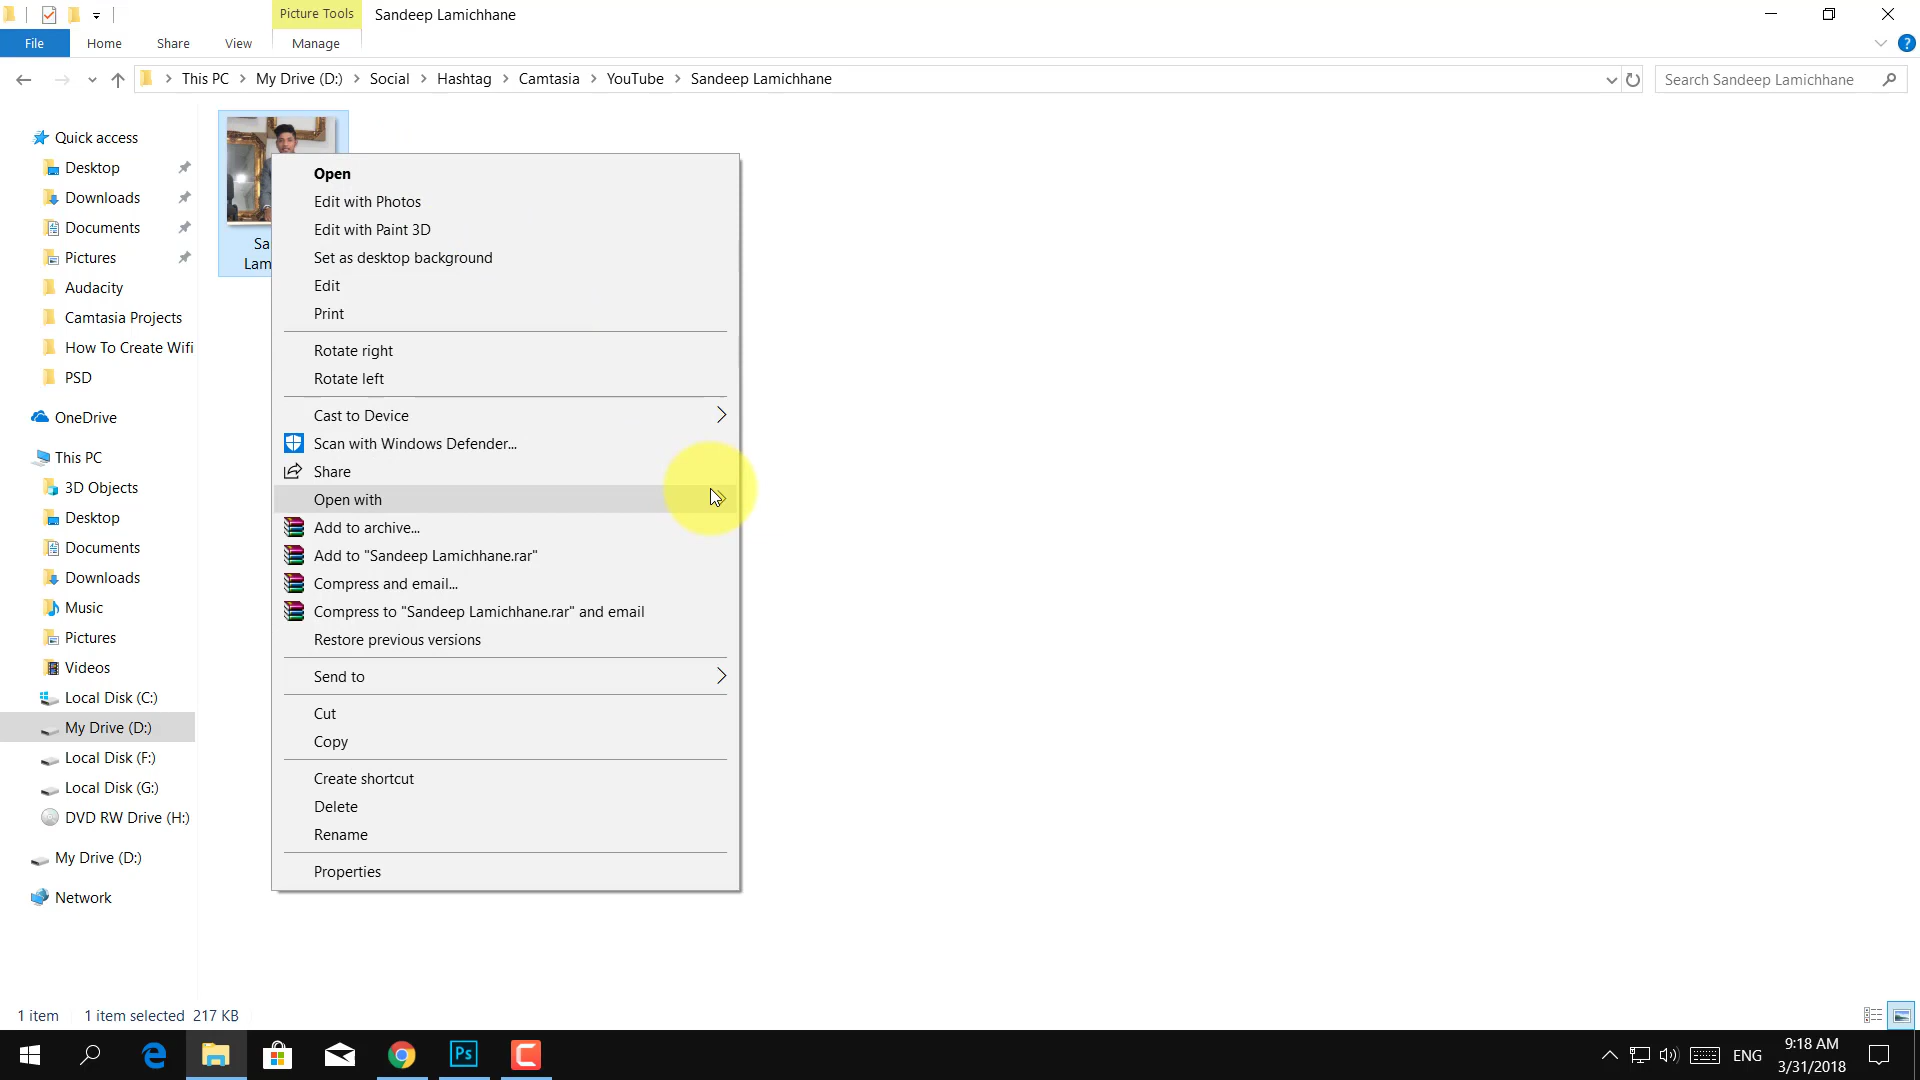 Picture Tools
Sandeep Lamichhane
File
Home
Share
View
Manage
?
This PC
My Drive (D:)
Social
Hashtag
Camtasia
YouTube
Sandeep Lamichhane
Search Sandeep Lamichhane
Quick access
Desktop
Downloads
Documents
Pictures
Audacity
Camtasia Projects
How To Create Wifi
PSD
OneDrive
This PC
3D Objects
Desktop
Documents
Downloads
Music
Pictures
Videos
Local Disk (C:)
My Drive (D:)
Local Disk (F:)
Local Disk (G:)
DVD RW Drive (H:)
My Drive (D:)
Network
Sa
Lam
Open
Edit with Photos
Edit with Paint 3D
Set as desktop background
Edit
Print
Rotate right
Rotate left
Cast to Device
Scan with Windows Defender...
Share
Open with
Add to archive...
Add to "Sandeep Lamichhane.rar"
Compress and email...
Compress to "Sandeep Lamichhane.rar" and email
Restore previous versions
Send to
Cut
Copy
Create shortcut
Delete
Rename
Properties
1 item
1 item selected 217 KB
Ps
ENG
9:18 AM
3/31/2018